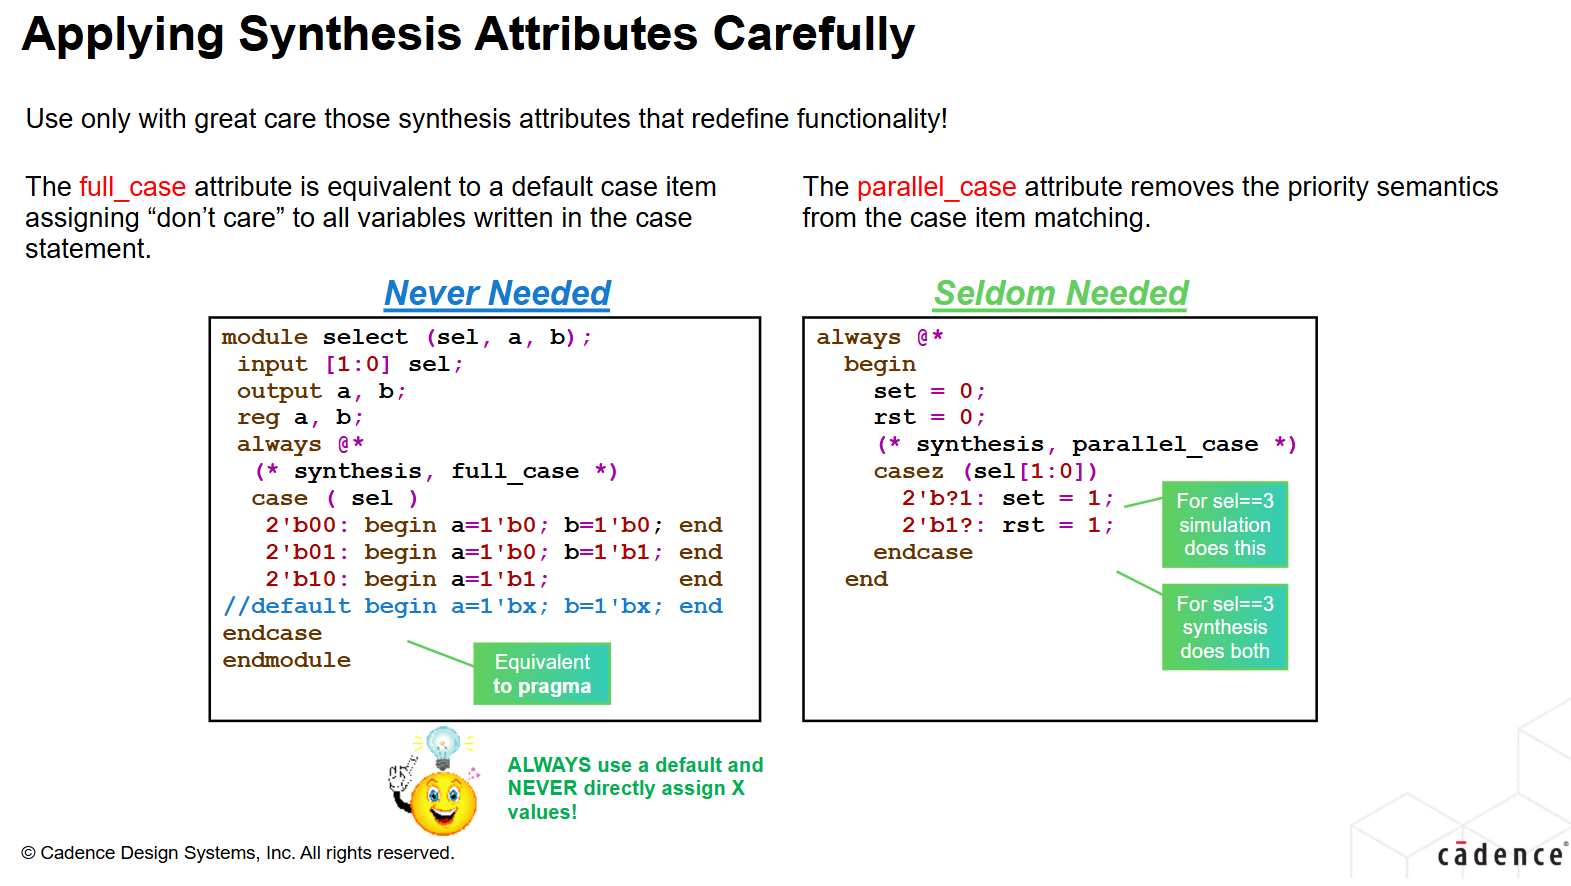 Applying Synthesis Attributes Carefully
Use only with great care those synthesis attributes that redefine functionality!
The full_case attribute is equivalent to a default case item
assigning “don’t care” to all variables written in the case
statement.
Never Needed
module select (sel, a, b);
input [1:0] sel;
output a, b;
reg a, b;
always @*
(* synthesis, full_case *)
case ( sel )
2'b00: begin a=1'b0; b=1'b0; end
2'b01: begin a=1'b0; b=1'b1; end
2'b10: begin a=1'b1; end
//default begin a=1'bx; b=1'bx; end
endcase
endmodule
Equivalent
to pragma
ALWAYS use a default and
NEVER directly assign X
values!
The parallel_case attribute removes the priority semantics
from the case item matching.
Seldom Needed
always @*
begin
set = 0;
rst = 0;
(* synthesis, parallel_case *)
casez (sel[1:0])
2'b?1: set = 1;
2'b1?: rst = 1;
endcase
end
For sel==3
simulation
does this
For sel==3
synthesis
does both
© Cadence Design Systems, Inc. All rights reserved.
cādence®